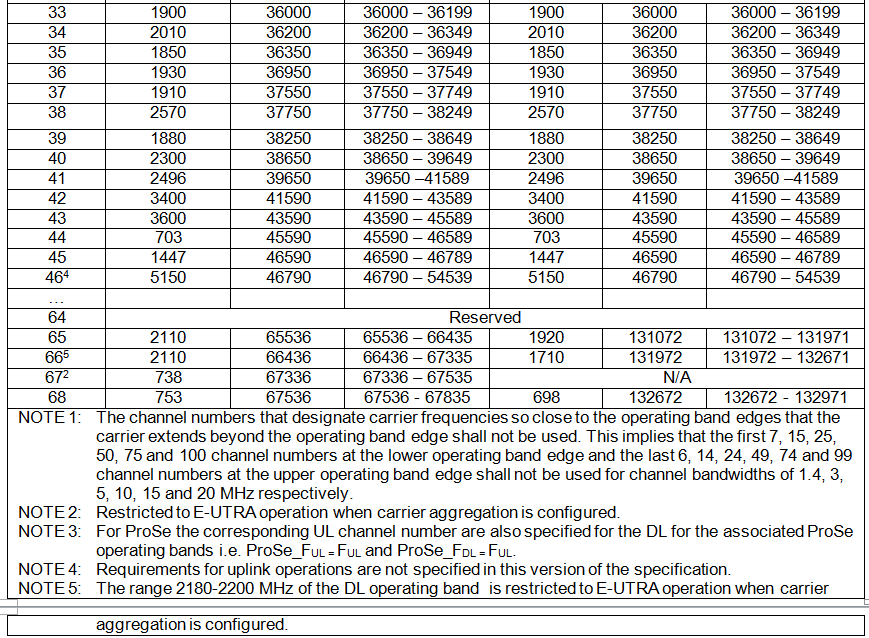 33 1900 36000 36000 – 36199 1900 36000 36000 – 36199
34 2010 36200 36200 – 36349 2010 36200 36200 – 36349
35 1850 36350 36350 – 36949 1850 36350 36350 – 36949
36 1930 36950 36950 – 37549 1930 36950 36950 – 37549
37 1910 37550 37550 – 37749 1910 37550 37550 – 37749
38 2570 37750 37750 – 38249 2570 37750 37750 – 38249
39 1880 38250 38250 – 38649 1880 38250 38250 – 38649
40 2300 38650 38650 – 39649 2300 38650 38650 – 39649
41 2496 39650 39650 –41589 2496 39650 39650 –41589
42 3400 41590 41590 – 43589 3400 41590 41590 – 43589
43 3600 43590 43590 – 45589 3600 43590 43590 – 45589
44 703 45590 45590 – 46589 703 45590 45590 – 46589
45 1447 46590 46590 – 46789 1447 46590 46590 – 46789
46⁴ 5150 46790 46790 – 54539 5150 46790 46790 – 54539
…
64 Reserved
65 2110 65536 65536 – 66435 1920 131072 131072 – 131971
66⁵ 2110 66436 66436 – 67335 1710 131972 131972 – 132671
67² 738 67336 67336 – 67535 N/A
68 753 67536 67536 - 67835 698 132672 132672 - 132971
NOTE 1: The channel numbers that designate carrier frequencies so close to the operating band edges that the
carrier extends beyond the operating band edge shall not be used. This implies that the first 7, 15, 25,
50, 75 and 100 channel numbers at the lower operating band edge and the last 6, 14, 24, 49, 74 and 99
channel numbers at the upper operating band edge shall not be used for channel bandwidths of 1.4, 3,
5, 10, 15 and 20 MHz respectively.
NOTE 2: Restricted to E-UTRA operation when carrier aggregation is configured.
NOTE 3: For ProSe the corresponding UL channel number are also specified for the DL for the associated ProSe
operating bands i.e. ProSe_FUL = FUL and ProSe_FDL = FUL.
NOTE 4: Requirements for uplink operations are not specified in this version of the specification.
NOTE 5: The range 2180-2200 MHz of the DL operating band is restricted to E-UTRA operation when carrier
aggregation is configured.